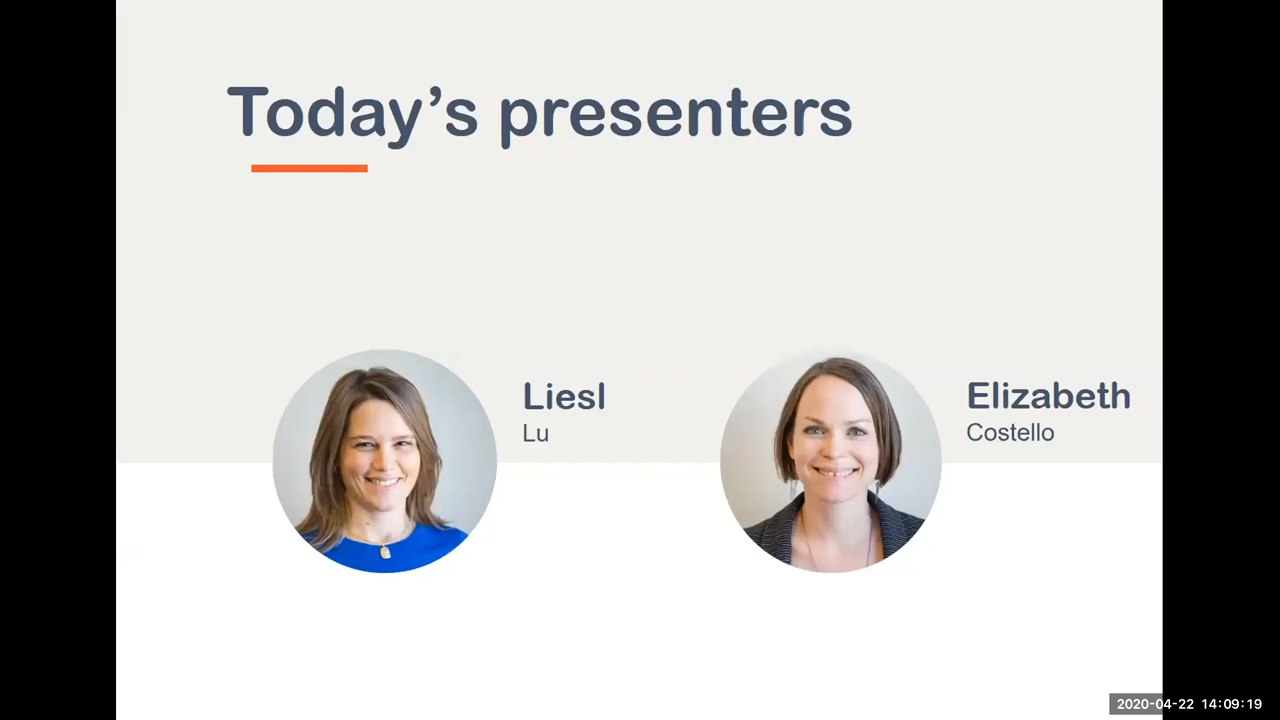 Today’s presenters
Liesl
Lu
Elizabeth
Costello
2020-04-22 14:09:19